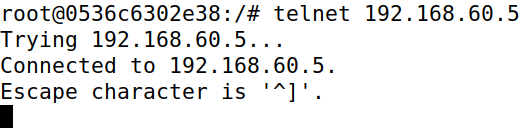 root@0536c6302e38:/# telnet 192.168.60.5
Trying 192.168.60.5...
Connected to 192.168.60.5.
Escape character is '^]'.